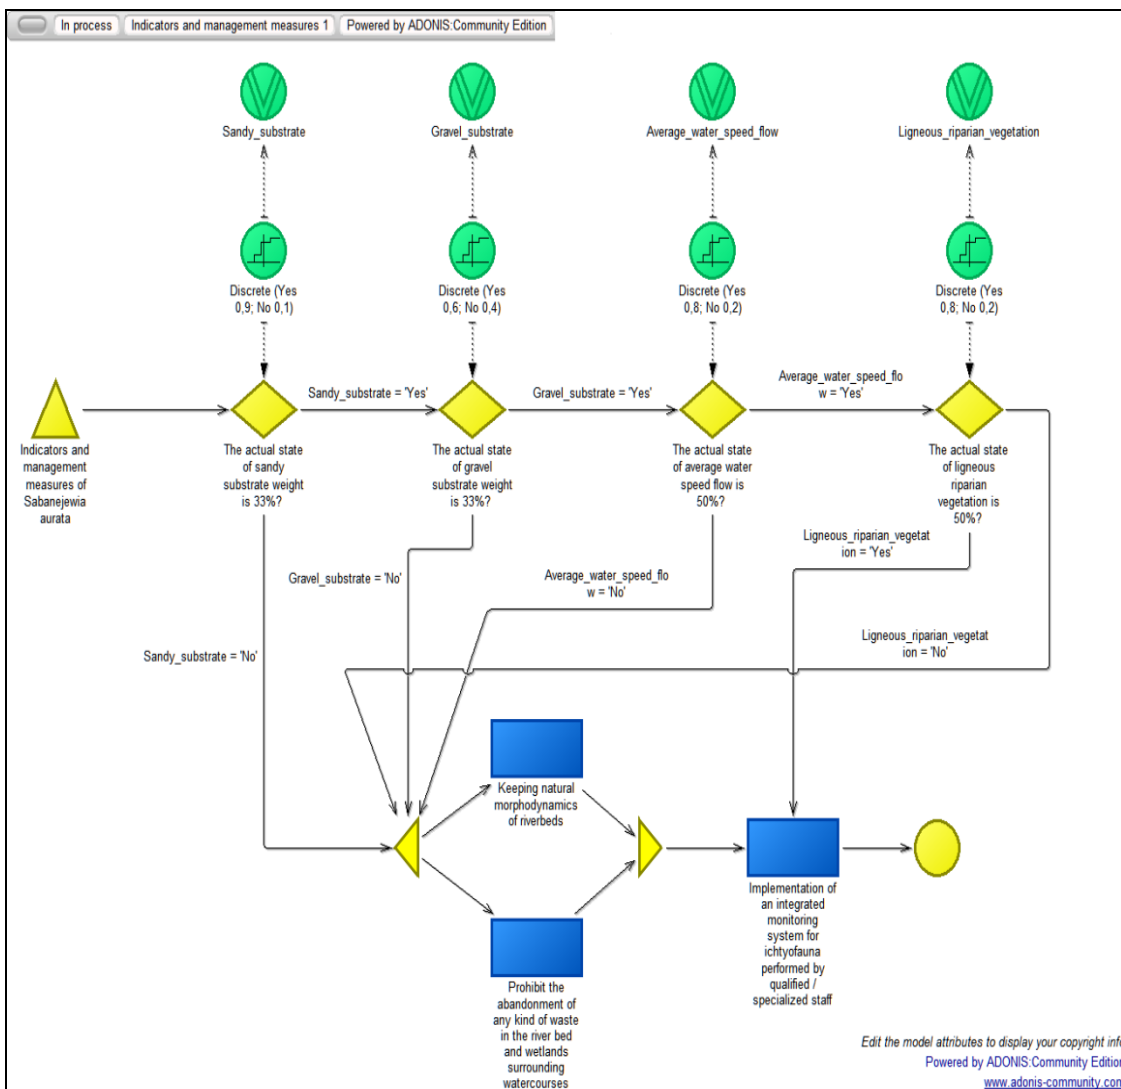 In process
Indicators and management measures 1
Powered by ADONIS:Community Edition
Sandy_substrate
Gravel_substrate
Average_water_speed_flow
Ligneous_riparian_vegetation
Discrete (Yes
0,9; No 0,1)
Discrete (Yes
0,6; No 0,4)
Discrete (Yes
0,8; No 0,2)
Discrete (Yes
0,8; No 0,2)
Sandy_substrate = 'Yes'
Gravel_substrate = 'Yes'
Average_water_speed_flo
w = 'Yes'
Indicators and
management
measures of
Sabanejewia
aurata
The actual state
of sandy
substrate weight
is 33%?
The actual state
of gravel
substrate weight
is 33%?
The actual state
of average water
speed flow is
50%?
The actual state
of ligneous
riparian
vegetation is
50%?
Gravel_substrate = 'No'
Average_water_speed_flo
w = 'No'
Ligneous_riparian_vegetat
ion = 'Yes'
Sandy_substrate = 'No'
Ligneous_riparian_vegetat
ion = 'No'
Keeping natural
morphodynamics
of riverbeds
Prohibit the
abandonment of
any kind of waste
in the river bed
and wetlands
surrounding
watercourses
Implementation of
an integrated
monitoring
system for
ichtyofauna
performed by
qualified /
specialized staff
Edit the model attributes to display your copyright info
Powered by ADONIS:Community Edition
www.adonis-community.com